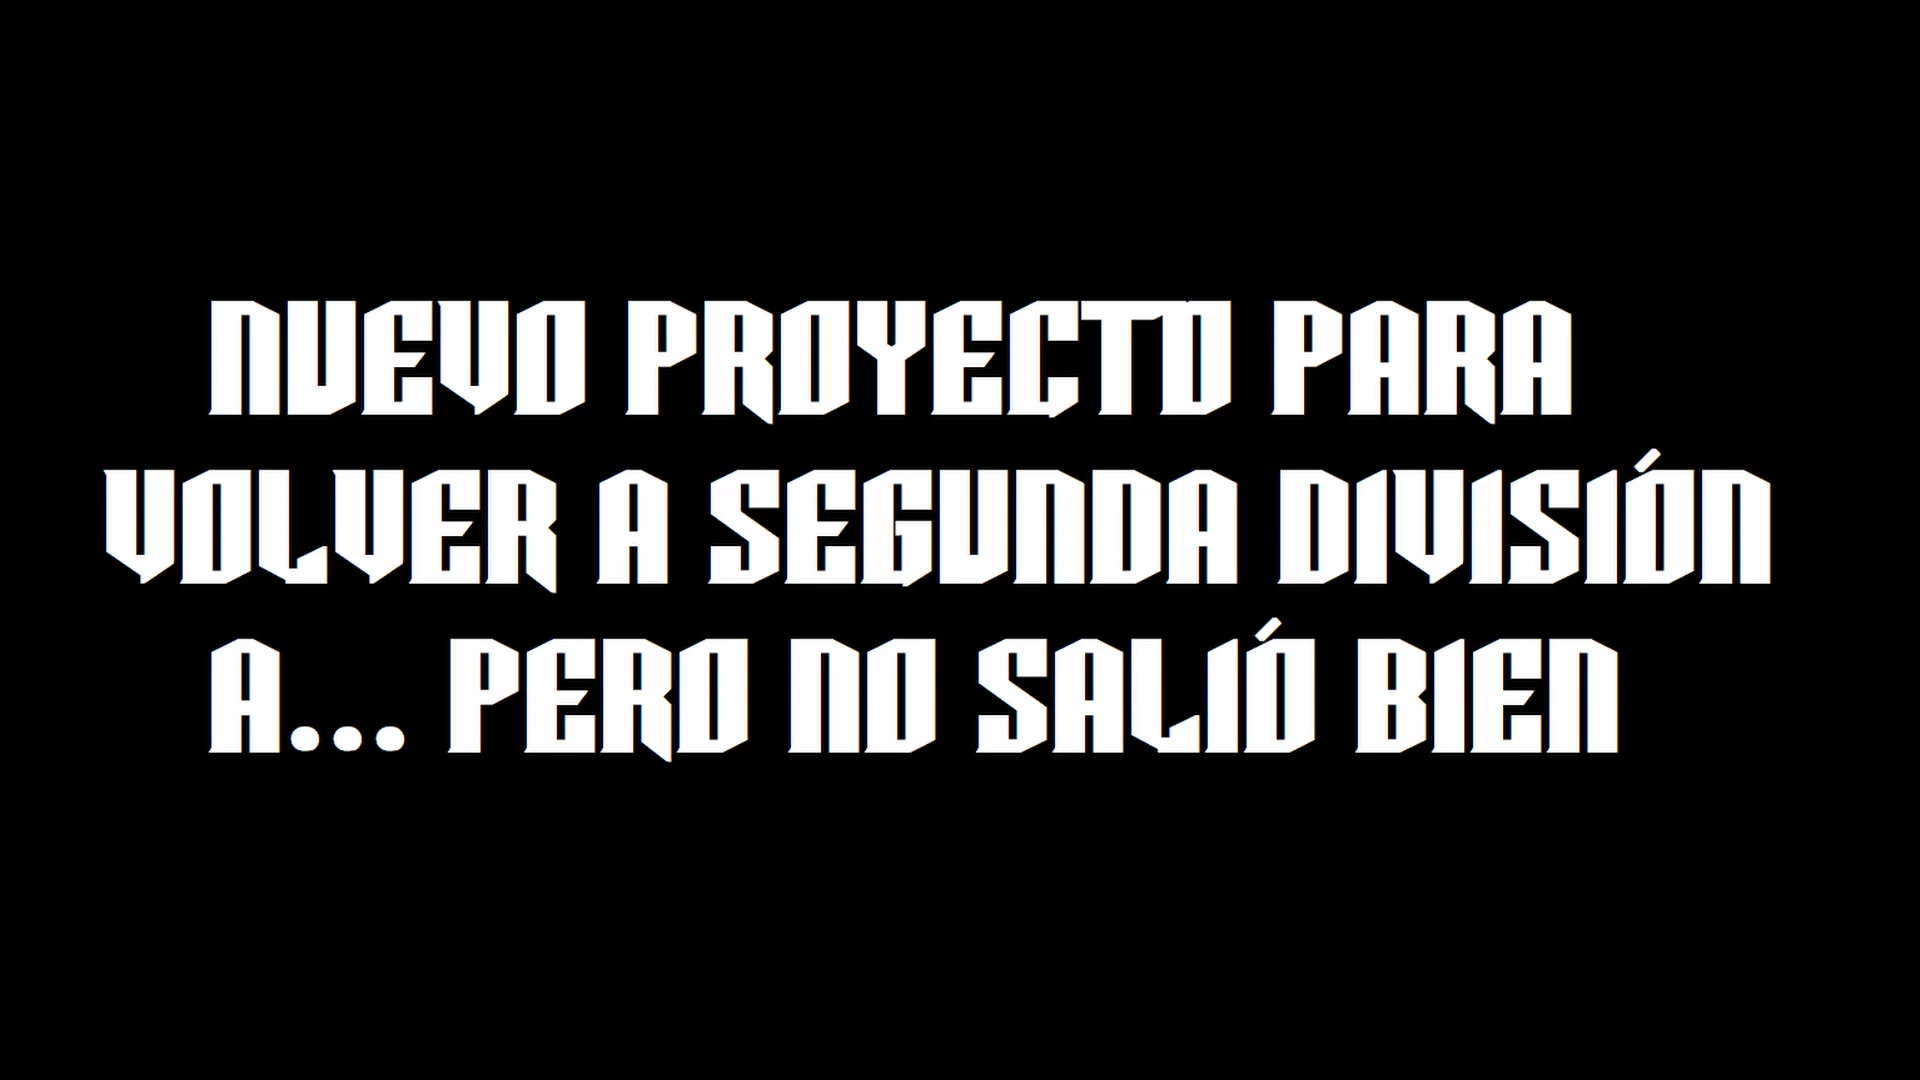 NUEVO PROYECTO PARA
VOLVER A SEGUNDA DIVISIÓN
A... PERO NO SALIÓ BIEN